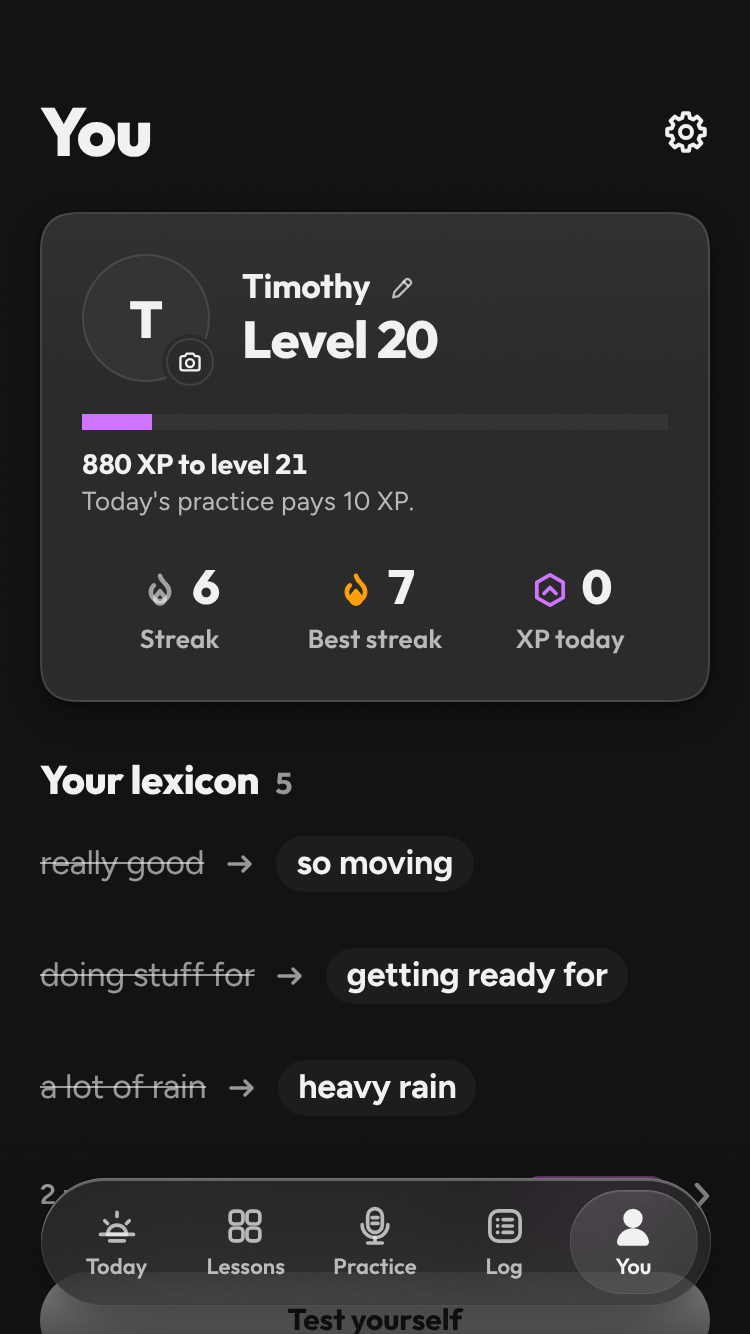 You
T
Timothy
Level 20
880 XP to level 21
Today's practice pays 10 XP.
6
7
0
Streak
Best streak
XP today
Your lexicon 5
really good → so moving
doing stuff for → getting ready for
a lot of rain → heavy rain
2
Today
Lessons
Practice
Log
You
Test yourself